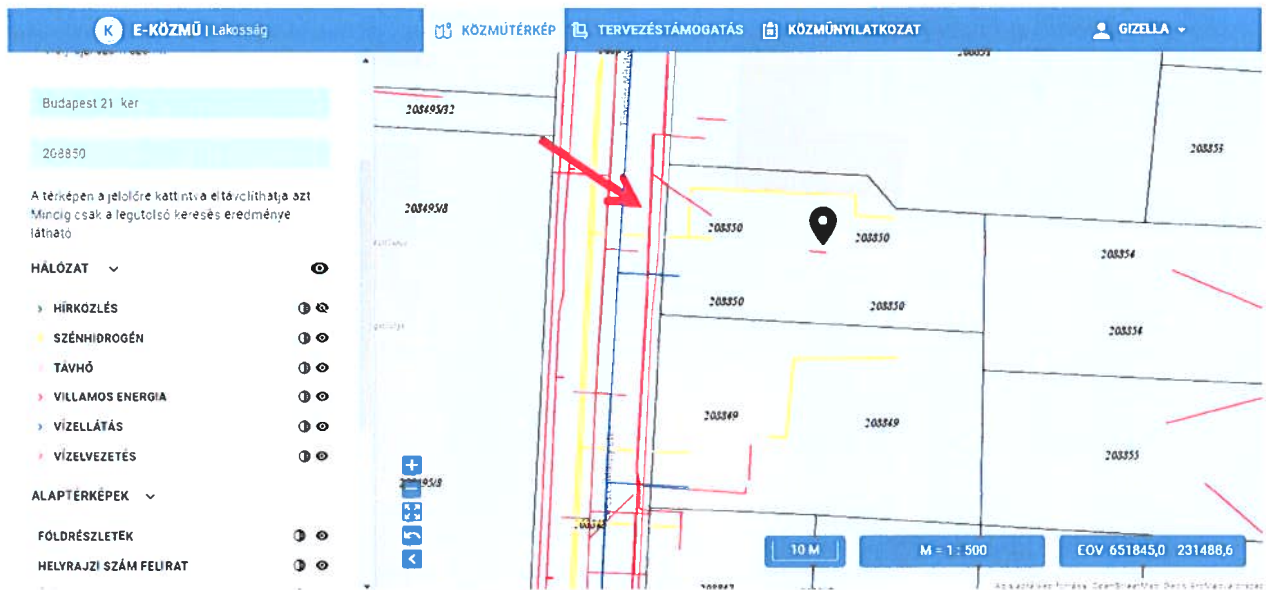 K E-KÖZMŰ | Lakosság
KÖZMŰTÉRKÉP
TERVEZÉSTÁMOGATÁS
KÖZMŰNYILATKOZAT
GIZELLA
Budapest 21 ker
208850
A térképen a jelölőre kattintva eltávolíthatja azt
Mindig csak a legutolsó keresés eredménye
látható
HÁLÓZAT
HÍRKÖZLÉS
SZÉNHIDROGÉN
TÁVHŐ
VILLAMOS ENERGIA
VÍZELLÁTÁS
VÍZELVEZETÉS
ALAPTÉRKÉPEK
FÖLDRÉSZLETEK
HELYRAJZI SZÁM FELIRAT
208495/32
208853
208495/8
208850
208850
208854
208850
208850
208854
208849
208849
208855
10 M
M = 1 : 500
EOV 651845,0 231488,6